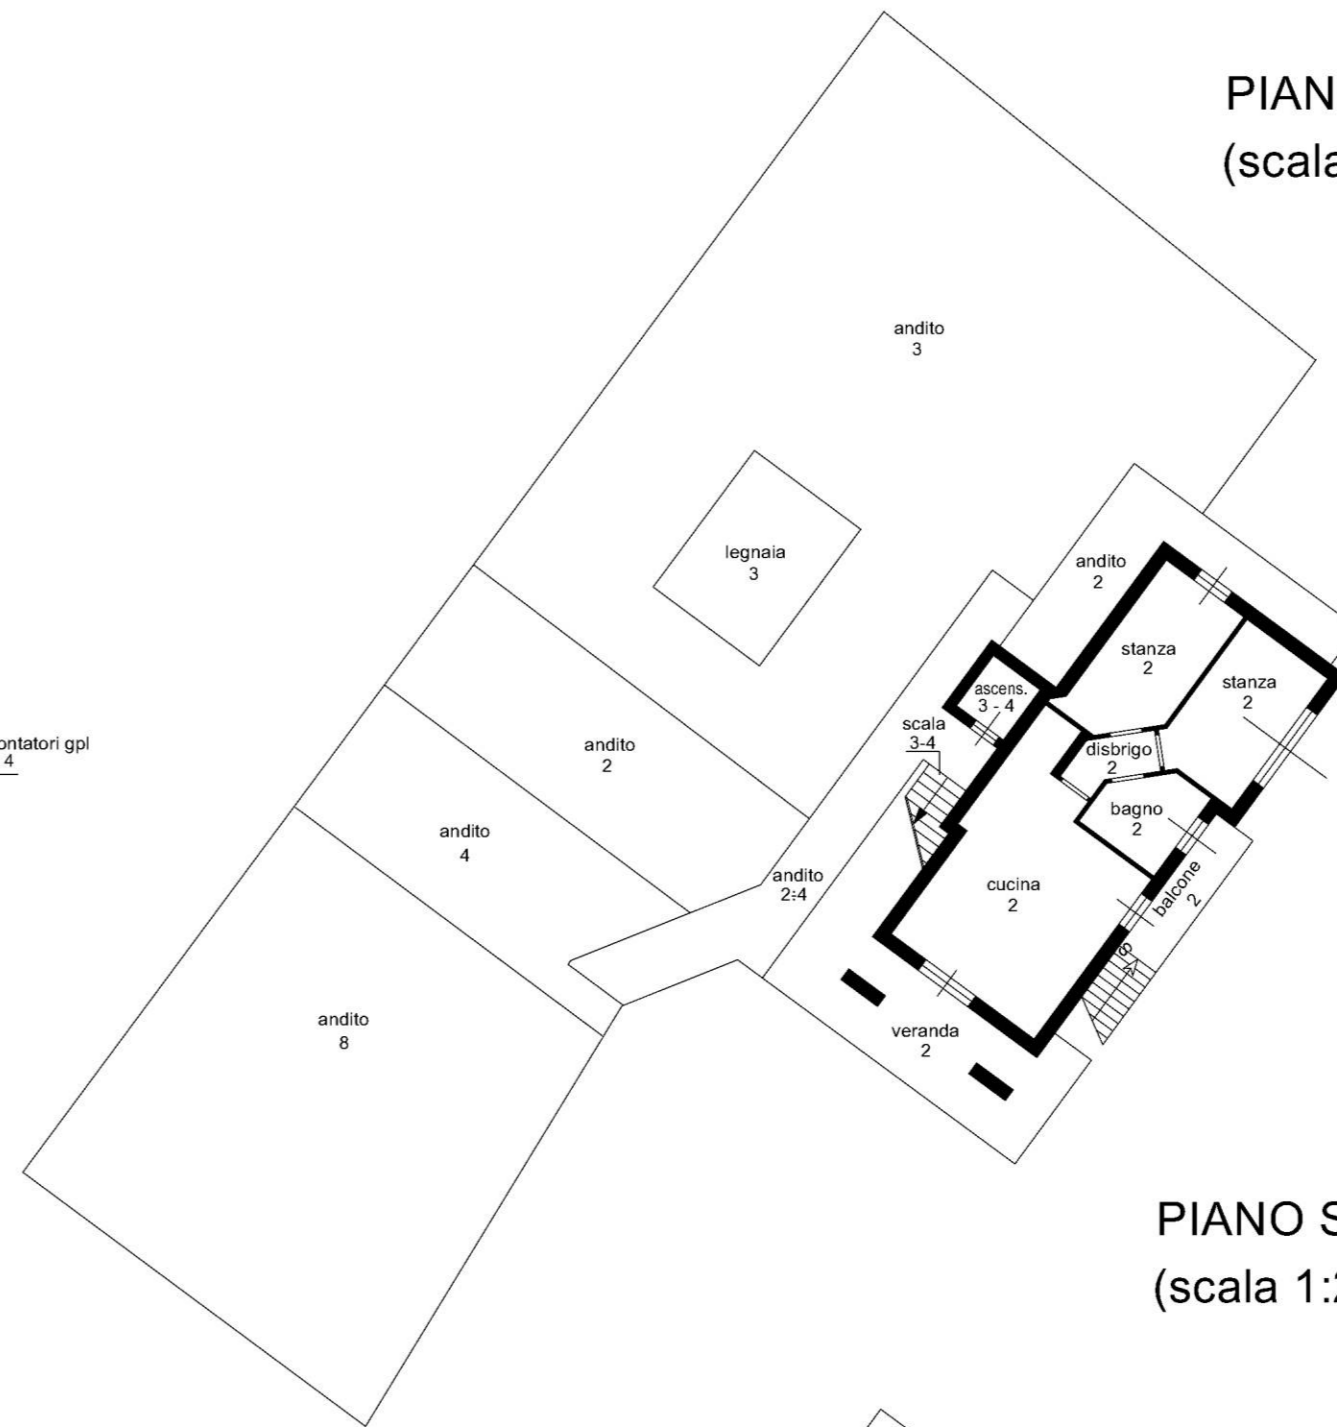 PIAN
(scala
andito
3
legnaia
3
andito
2
stanza
2
stanza
2
ascens.
3 - 4
scala
3-4
disbrigo
2
ontatori gpl
4
andito
2
bagno
2
andito
4
andito
2÷4
cucina
2
balcone
2
8
andito
8
veranda
2
PIANO S
(scala 1:2